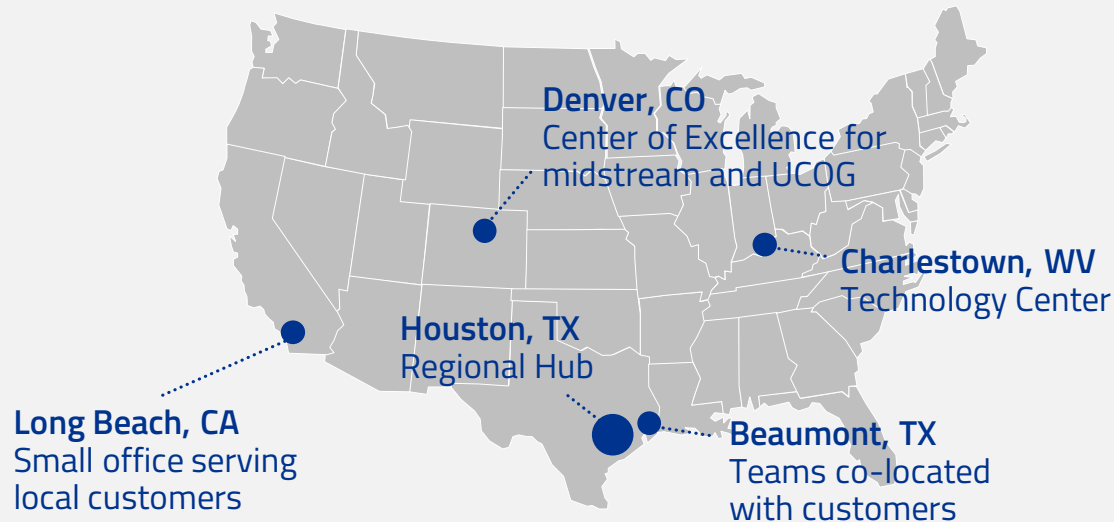 Denver, CO
Center of Excellence for
midstream and UCOG
Charlestown, WV
Technology Center
Houston, TX
Regional Hub
Long Beach, CA
Small office serving
local customers
Beaumont, TX
Teams co-located
with customers